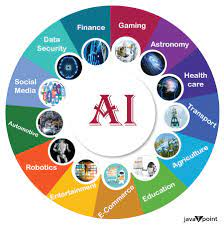 Gaming
Astronomy
Health
care
Transport
Agriculture
Education
E-Commerce
Entertainment
Robotics
Automotive
Social
Media
Data
Security
Finance
AI
javaTpoint